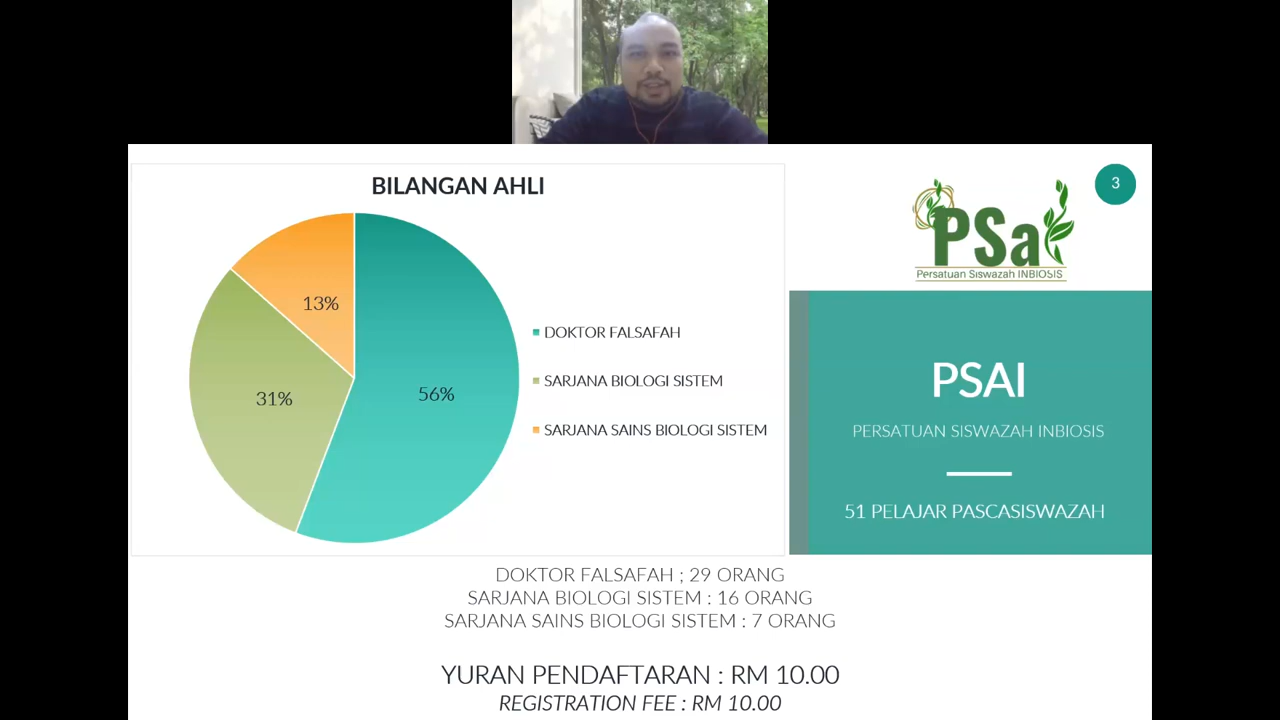 BILANGAN AHLI
13%
31%
56%
DOKTOR FALSAFAH
SARJANA BIOLOGI SISTEM
SARJANA SAINS BIOLOGI SISTEM
3
PSai
Persatuan Siswazah INBIOSIS
PSAI
PERSATUAN SISWAZAH INBIOSIS
51 PELAJAR PASCASISWAZAH
DOKTOR FALSAFAH ; 29 ORANG
SARJANA BIOLOGI SISTEM : 16 ORANG
SARJANA SAINS BIOLOGI SISTEM : 7 ORANG
YURAN PENDAFTARAN : RM 10.00
REGISTRATION FEE : RM 10.00